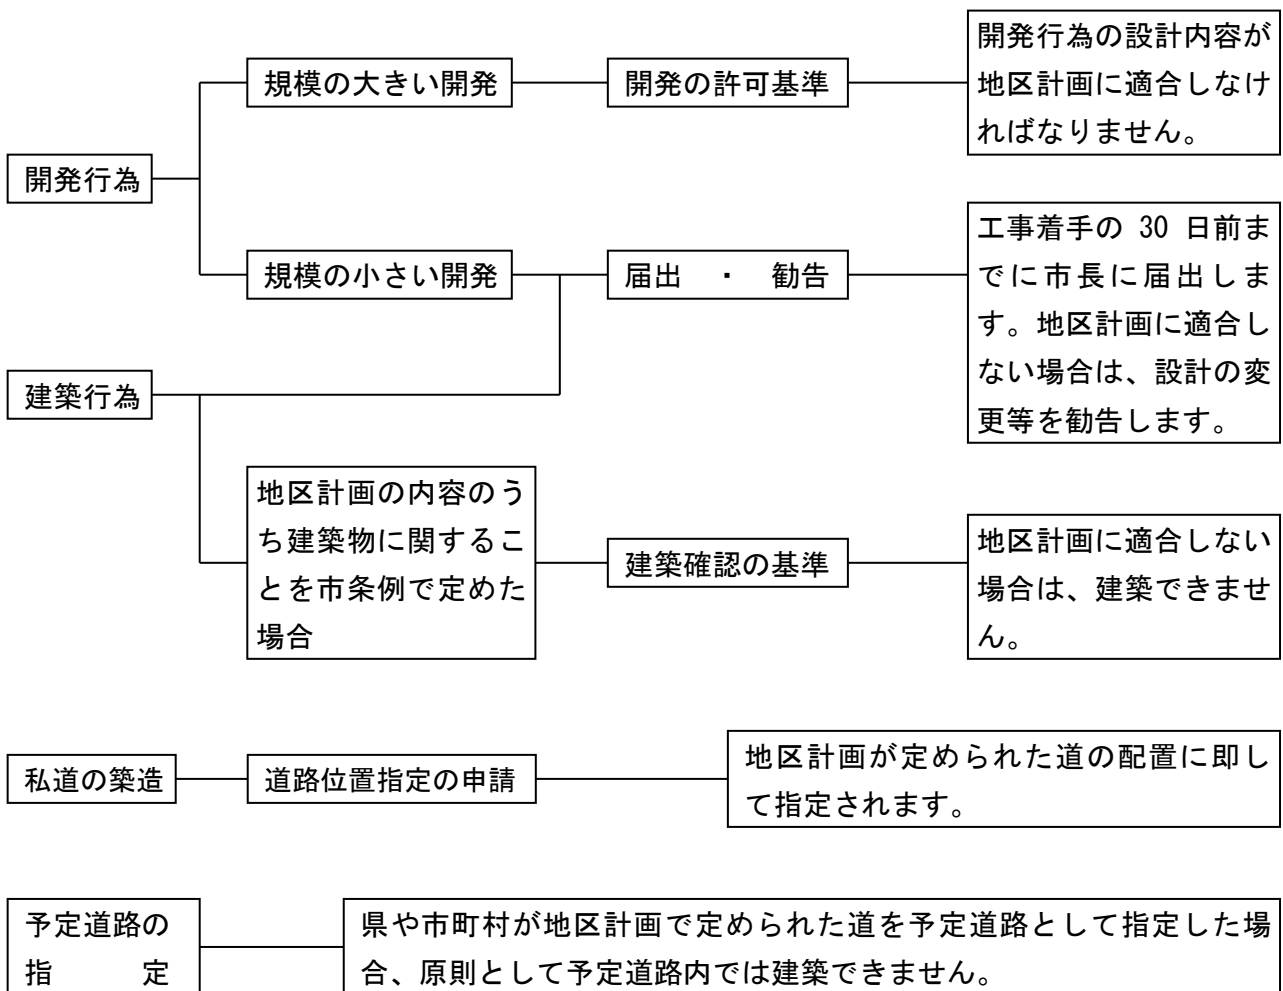 開発行為の設計内容が
地区計画に適合しなけ
ればなりません。
規模の大きい開発
開発の許可基準
開発行為
工事着手の 30 日前ま
でに市長に届出しま
す。地区計画に適合し
ない場合は、設計の変
更等を勧告します。
規模の小さい開発
届出 ・ 勧告
建築行為
地区計画の内容のう
ち建築物に関するこ
とを市条例で定めた
場合
建築確認の基準
地区計画に適合しない
場合は、建築できませ
ん。
私道の築造
道路位置指定の申請
地区計画が定められた道の配置に即し
て指定されます。
予定道路の
指 定
県や市町村が地区計画で定められた道を予定道路として指定した場
合、原則として予定道路内では建築できません。